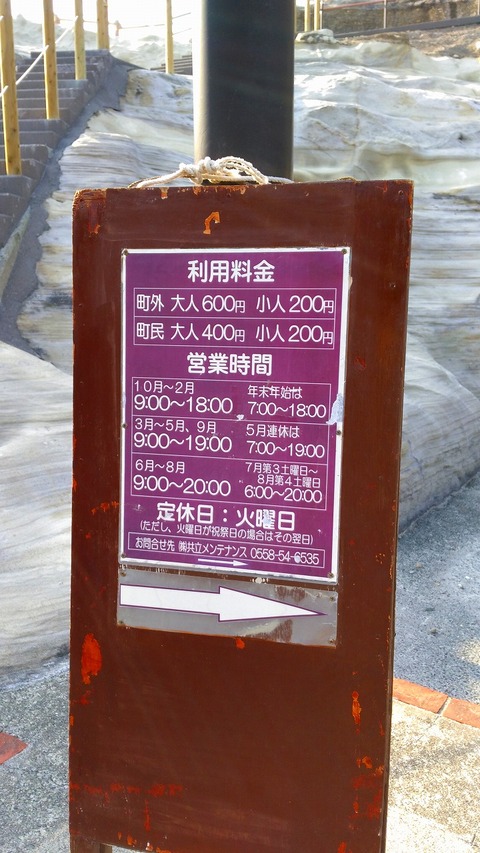 利用料金
町外 大人600円 小人200円
町民 大人400円 小人200円
営業時間
10月〜2月
9:00〜18:00
年末年始は
7:00〜18:00
3月〜5月、9月
9:00〜19:00
5月連休は
7:00〜19:00
6月〜8月
9:00〜20:00
7月第3土曜日〜
8月第4土曜日
6:00〜20:00
定休日：火曜日
(ただし、火曜日が祝祭日の場合はその翌日)
お問合せ先 ㈱共立メンテナンス 0558-54-6535